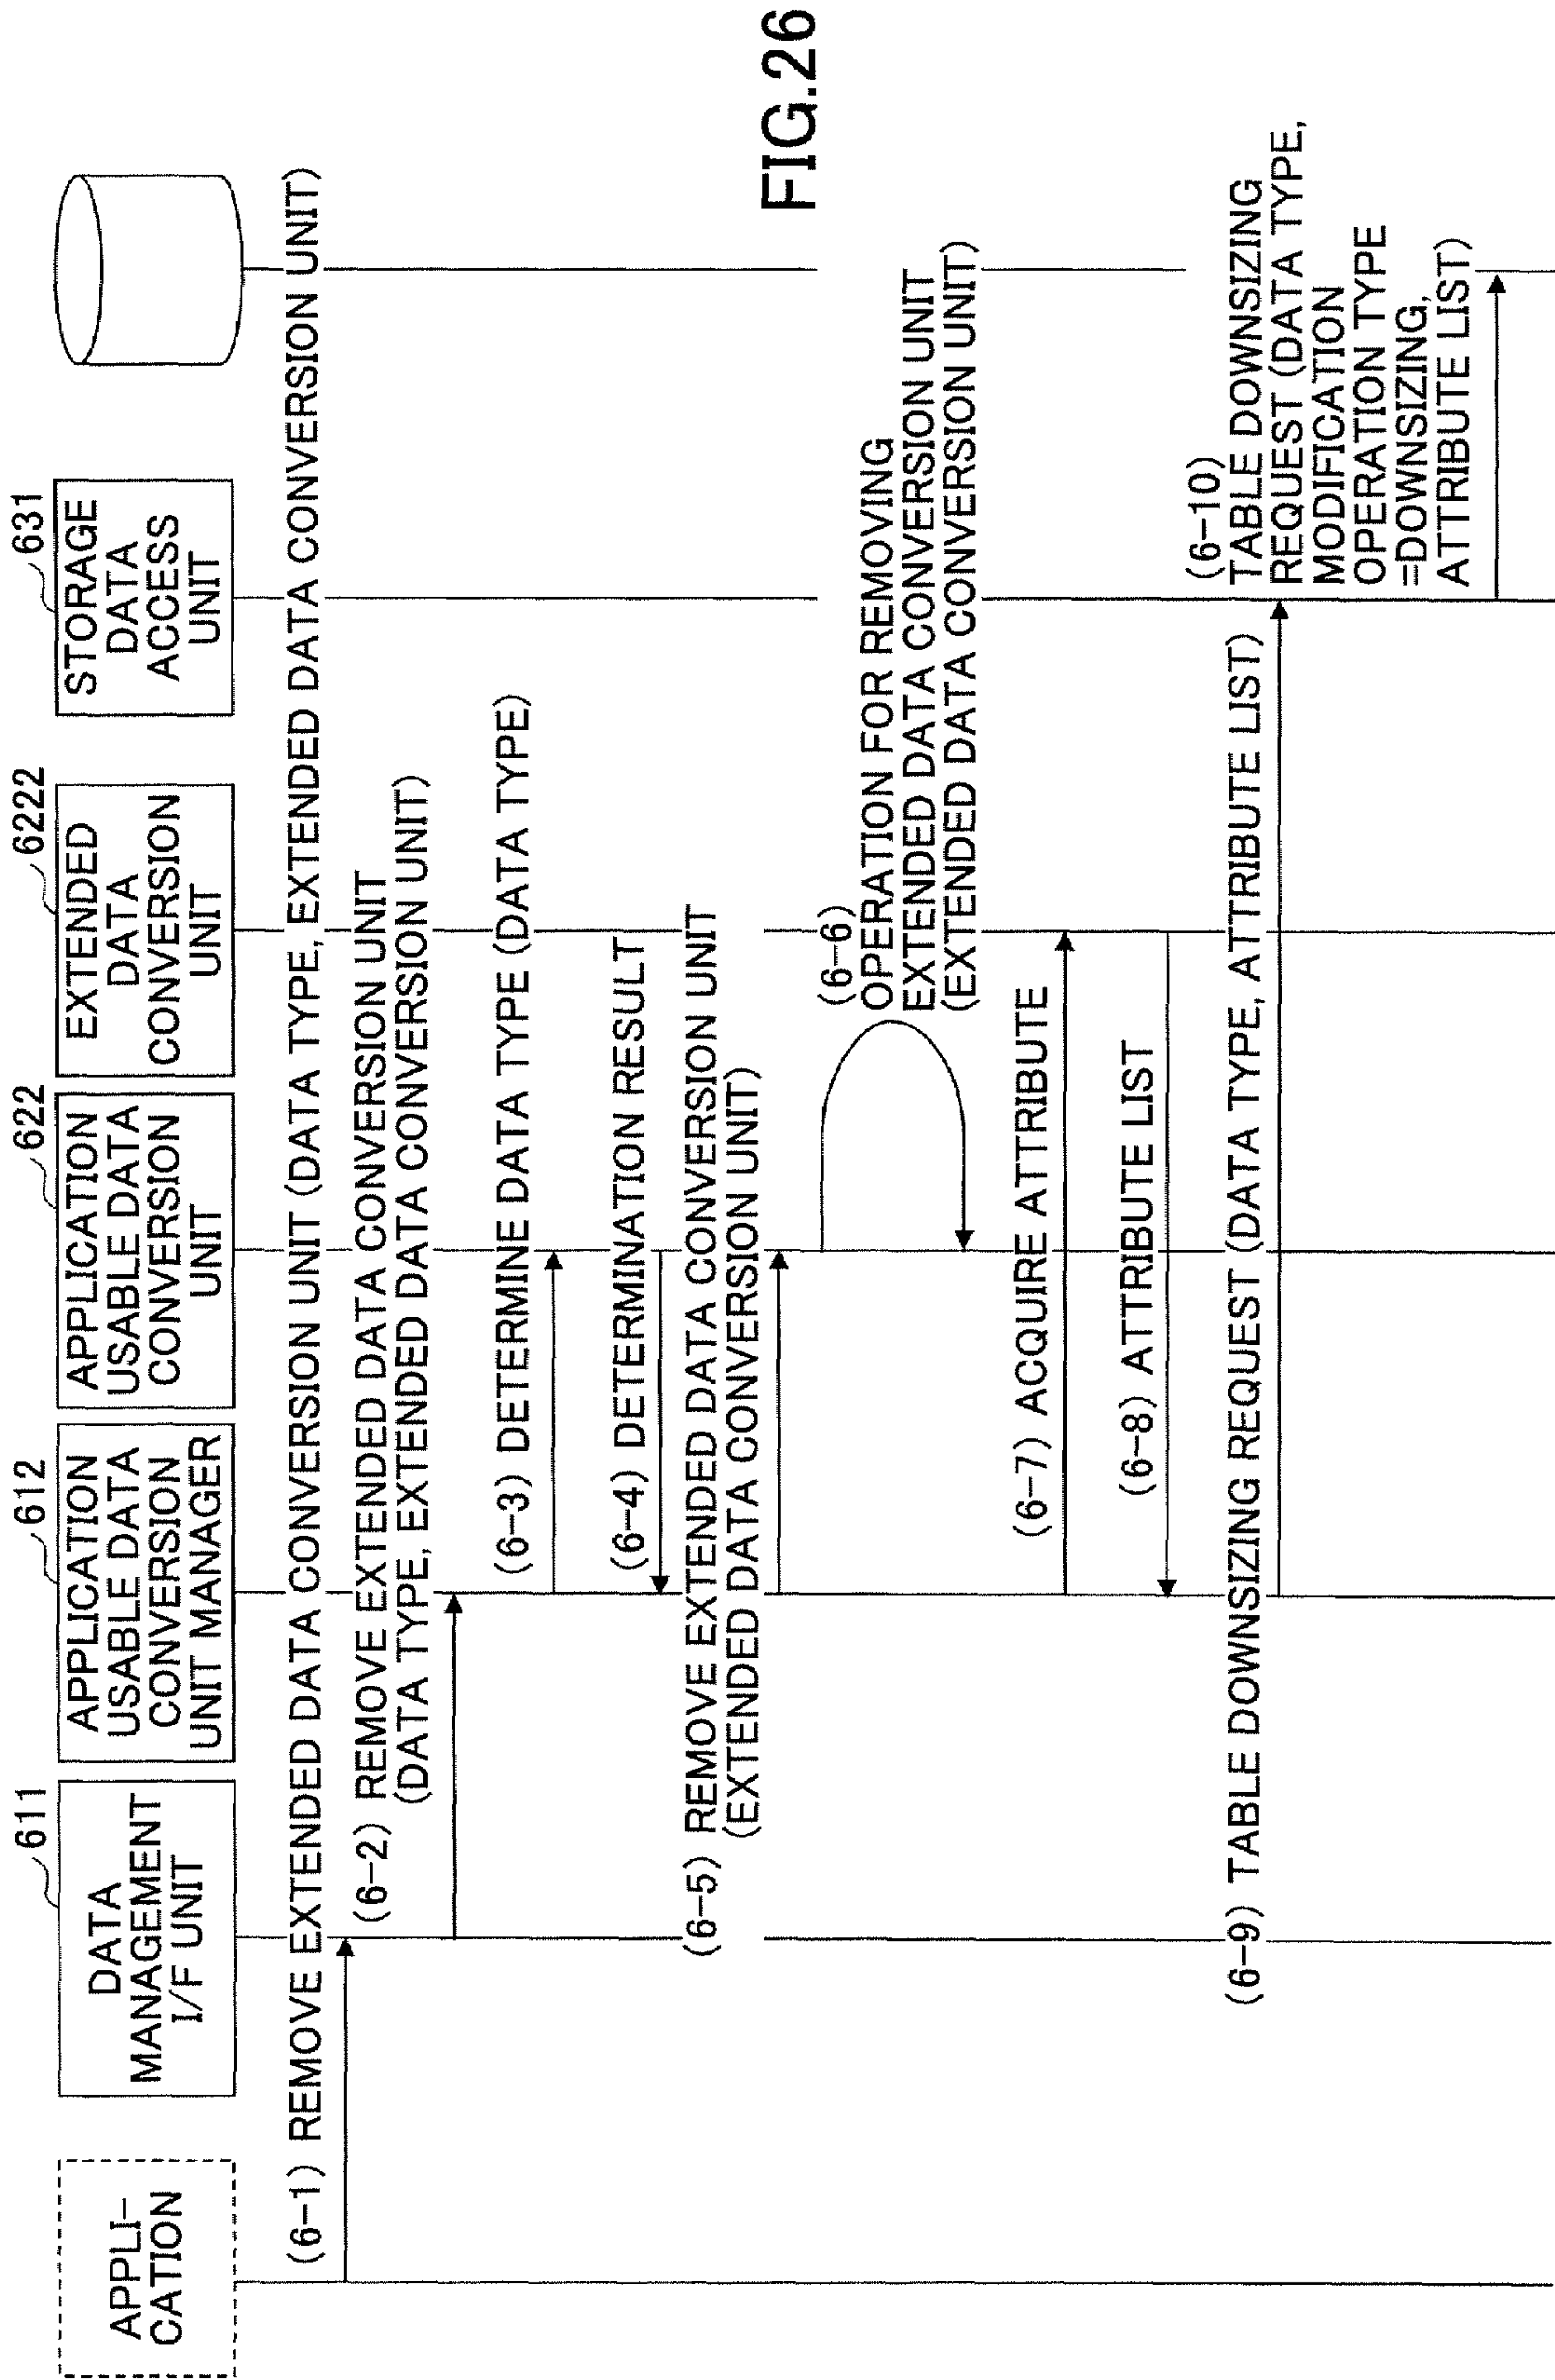 FIG.26
APPLI-
CATION
611
DATA
MANAGEMENT
I/F UNIT
612
APPLICATION
USABLE DATA
CONVERSION
UNIT MANAGER
622
APPLICATION
USABLE DATA
CONVERSION
UNIT
6222
EXTENDED
DATA
CONVERSION
UNIT
631
STORAGE
DATA
ACCESS
UNIT
(6-1) REMOVE EXTENDED DATA CONVERSION UNIT (DATA TYPE, EXTENDED DATA CONVERSION UNIT)
(6-2) REMOVE EXTENDED DATA CONVERSION UNIT
(DATA TYPE, EXTENDED DATA CONVERSION UNIT)
(6-3) DETERMINE DATA TYPE (DATA TYPE)
(6-4) DETERMINATION RESULT
(6-5) REMOVE EXTENDED DATA CONVERSION UNIT
(EXTENDED DATA CONVERSION UNIT)
(6-6)
OPERATION FOR REMOVING
EXTENDED DATA CONVERSION UNIT
(EXTENDED DATA CONVERSION UNIT)
(6-7) ACQUIRE ATTRIBUTE
(6-8) ATTRIBUTE LIST
(6-9) TABLE DOWNSIZING REQUEST (DATA TYPE, ATTRIBUTE LIST)
(6-10)
TABLE DOWNSIZING
REQUEST (DATA TYPE,
MODIFICATION
OPERATION TYPE
=DOWNSIZING,
ATTRIBUTE LIST)